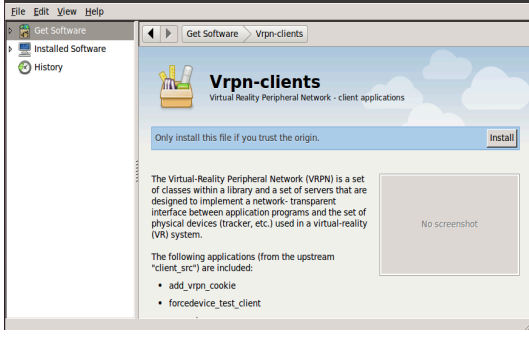 File Edit View Help
Get Software
Installed Software
History
Get Software Vrpn-clients
Vrpn-clients
Virtual Reality Peripheral Network - client applications
Only install this file if you trust the origin. Install
The Virtual-Reality Peripheral Network (VRPN) is a set
of classes within a library and a set of servers that are
designed to implement a network- transparent
interface between application programs and the set of
physical devices (tracker, etc.) used in a virtual-reality
(VR) system.
No screenshot
The following applications (from the upstream
"client_src") are included:
• add_vrpn_cookie
• forcedevice_test_client